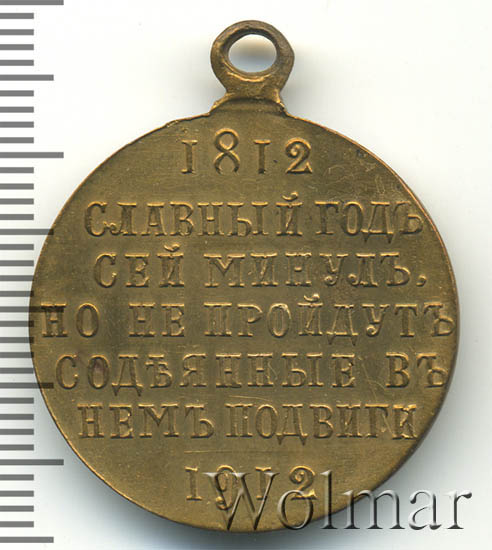 1812
СЛАВНЫЙ ГОДЪ
СЕЙ МИНУЛЪ,
НО НЕ ПРОЙДУТЪ
СОДѢЯННЫЕ ВЪ
НЕМЪ ПОДВИГИ
1912
Wolmar